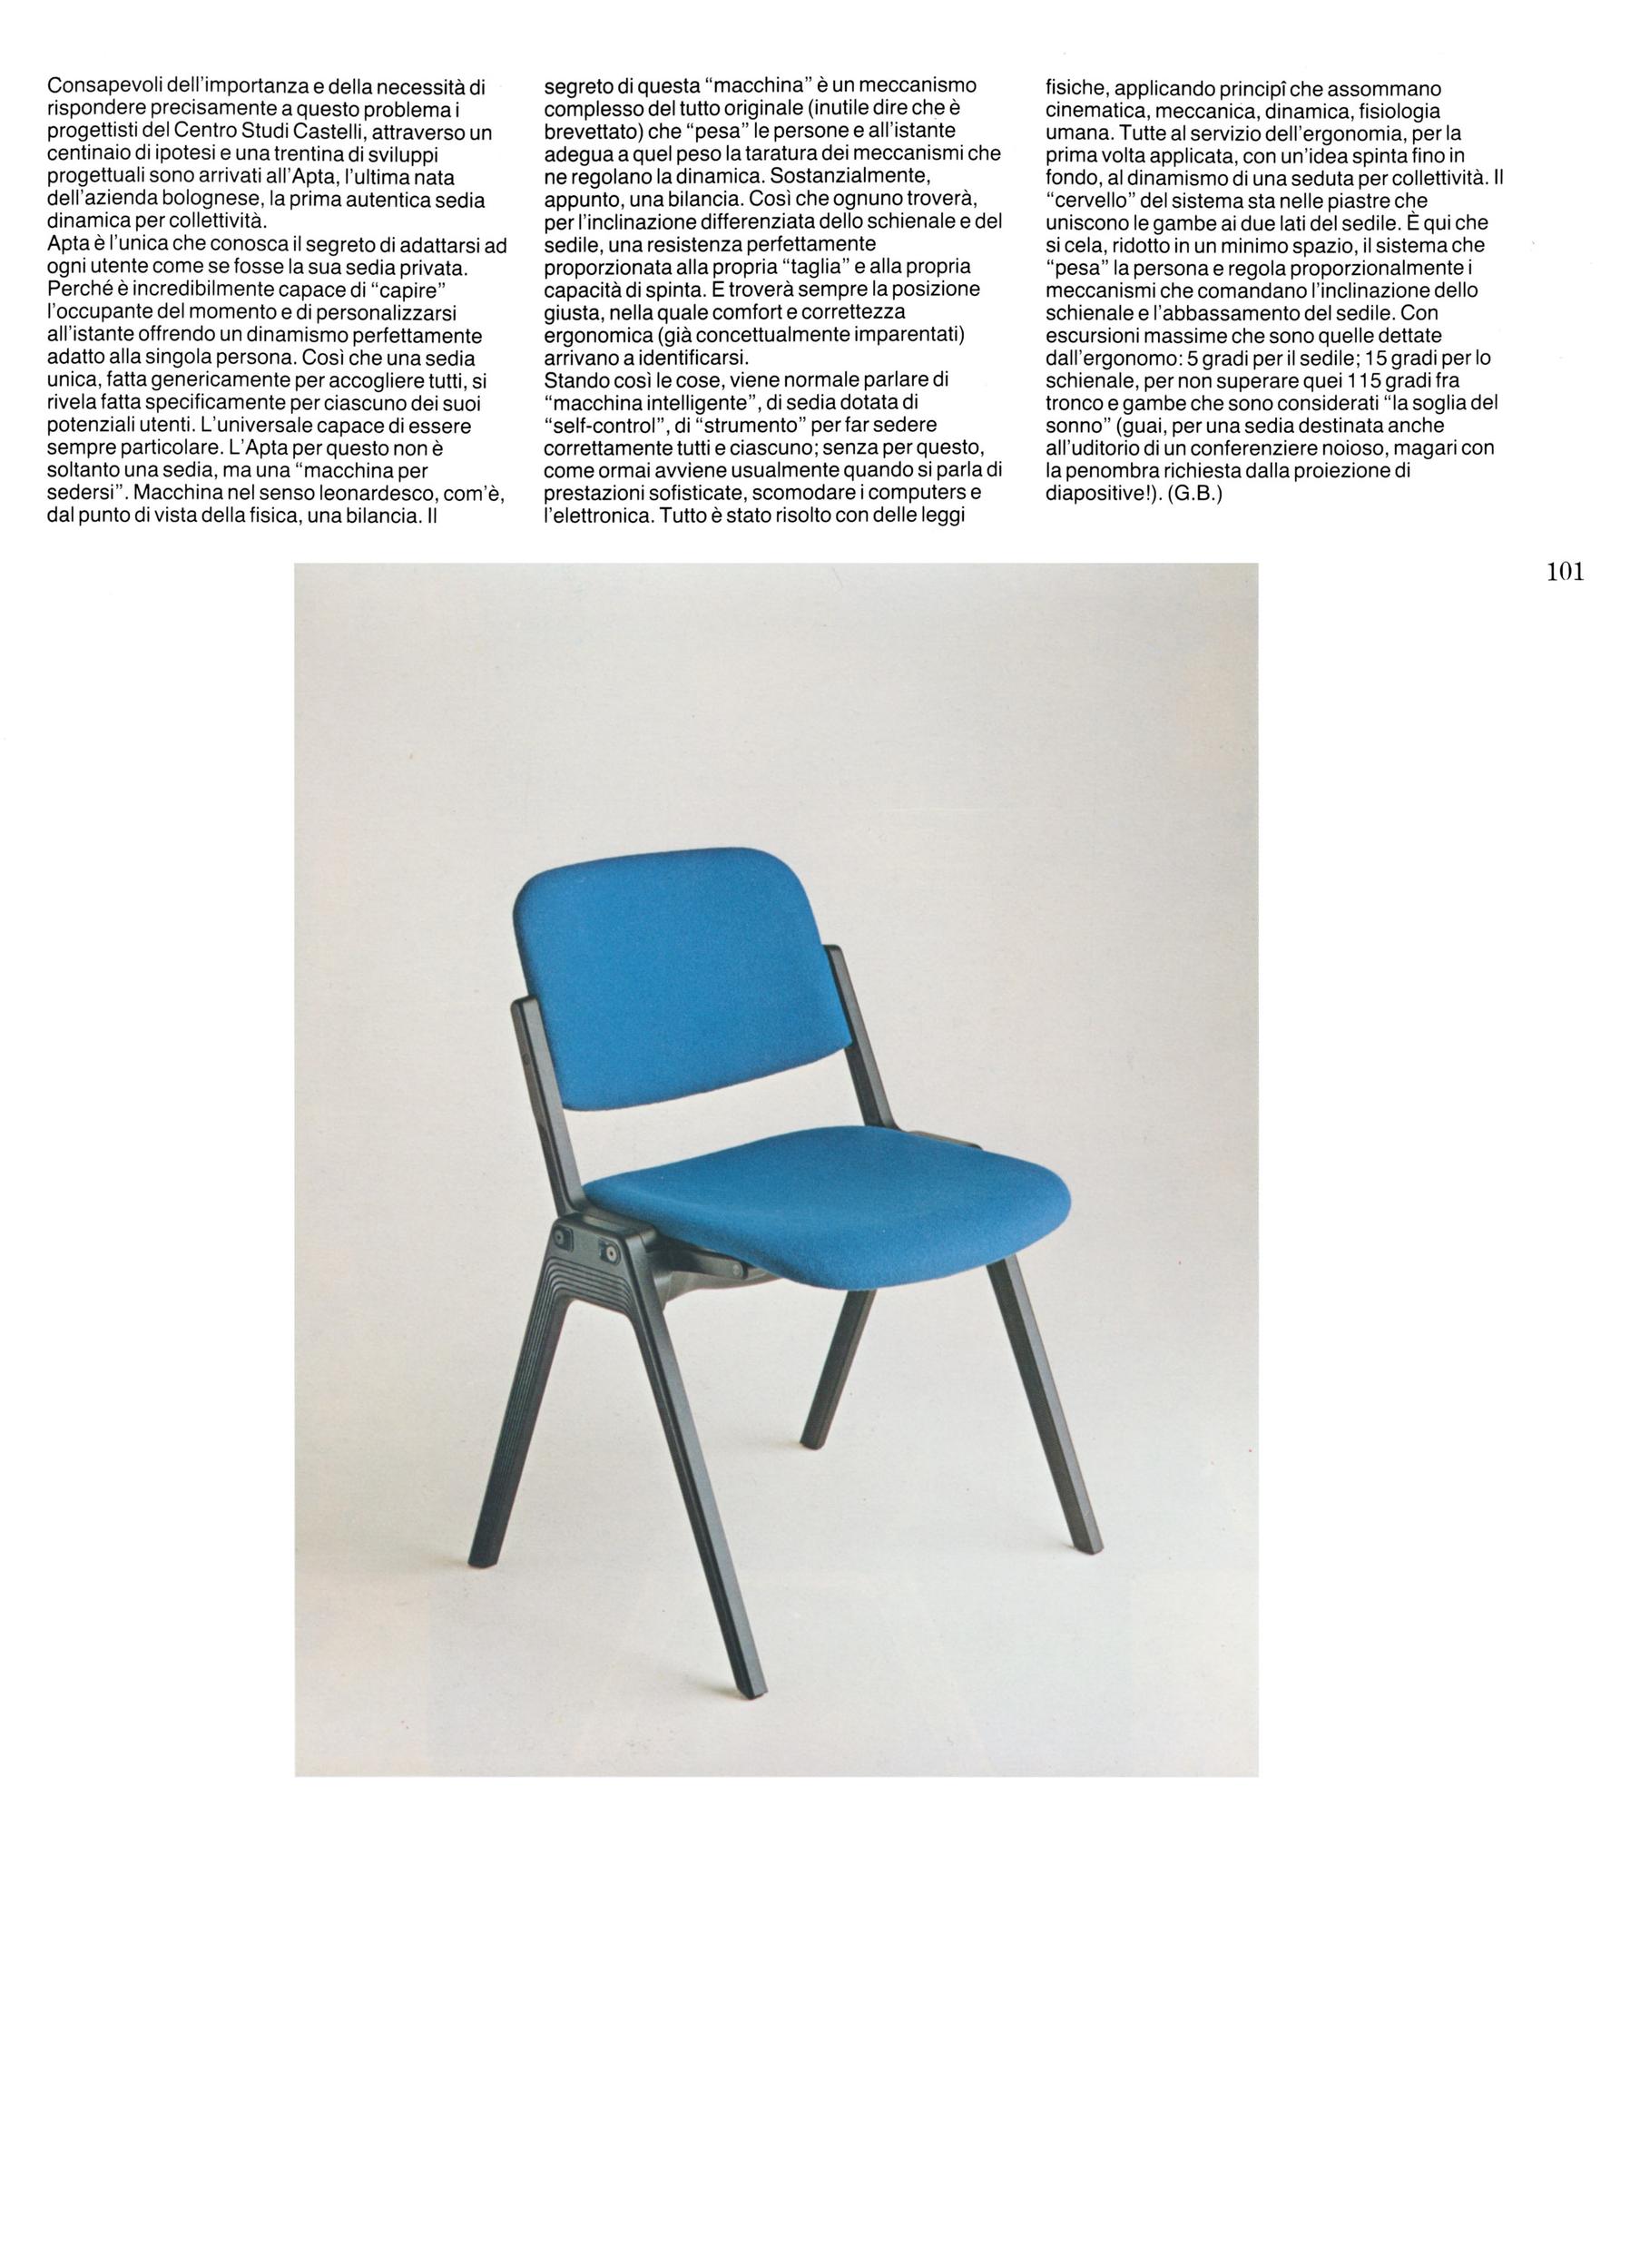 Consapevoli dell'importanza e della necessità di
rispondere precisamente a questo problema i
progettisti del Centro Studi Castelli, attraverso un
centinaio di ipotesi e una trentina di sviluppi
progettuali sono arrivati all'Apta, l'ultima nata
dell'azienda bolognese, la prima autentica sedia
dinamica per collettività.
Apta è l'unica che conosca il segreto di adattarsi ad
ogni utente come se fosse la sua sedia privata.
Perché è incredibilmente capace di “capire”
l'occupante del momento e di personalizzarsi
all'istante offrendo un dinamismo perfettamente
adatto alla singola persona. Così che una sedia
unica, fatta genericamente per accogliere tutti, si
rivela fatta specificamente per ciascuno dei suoi
potenziali utenti. L'universale capace di essere
sempre particolare. L'Apta per questo non è
soltanto una sedia, ma una “macchina per
sedersi”. Macchina nel senso leonardesco, com'è,
dal punto di vista della fisica, una bilancia. Il
segreto di questa “macchina” è un meccanismo
complesso del tutto originale (inutile dire che è
brevettato) che “pesa” le persone e all'istante
adegua a quel peso la taratura dei meccanismi che
ne regolano la dinamica. Sostanzialmente,
appunto, una bilancia. Così che ognuno troverà,
per l'inclinazione differenziata dello schienale e del
sedile, una resistenza perfettamente
proporzionata alla propria “taglia” e alla propria
capacità di spinta. E troverà sempre la posizione
giusta, nella quale comfort e correttezza
ergonomica (già concettualmente imparentati)
arrivano a identificarsi.
Stando così le cose, viene normale parlare di
“macchina intelligente”, di sedia dotata di
“self-control”, di “strumento” per far sedere
correttamente tutti e ciascuno; senza per questo,
come ormai avviene usualmente quando si parla di
prestazioni sofisticate, scomodare i computers e
l'elettronica. Tutto è stato risolto con delle leggi
fisiche, applicando principî che assommano
cinematica, meccanica, dinamica, fisiologia
umana. Tutte al servizio dell'ergonomia, per la
prima volta applicata, con un'idea spinta fino in
fondo, al dinamismo di una seduta per collettività. Il
“cervello” del sistema sta nelle piastre che
uniscono le gambe ai due lati del sedile. È qui che
si cela, ridotto in un minimo spazio, il sistema che
“pesa” la persona e regola proporzionalmente i
meccanismi che comandano l'inclinazione dello
schienale e l'abbassamento del sedile. Con
escursioni massime che sono quelle dettate
dall'ergonomo: 5 gradi per il sedile; 15 gradi per lo
schienale, per non superare quei 115 gradi fra
tronco e gambe che sono considerati “la soglia del
sonno” (guai, per una sedia destinata anche
all'uditorio di un conferenziere noioso, magari con
la penombra richiesta dalla proiezione di
diapositive!). (G.B.)
101